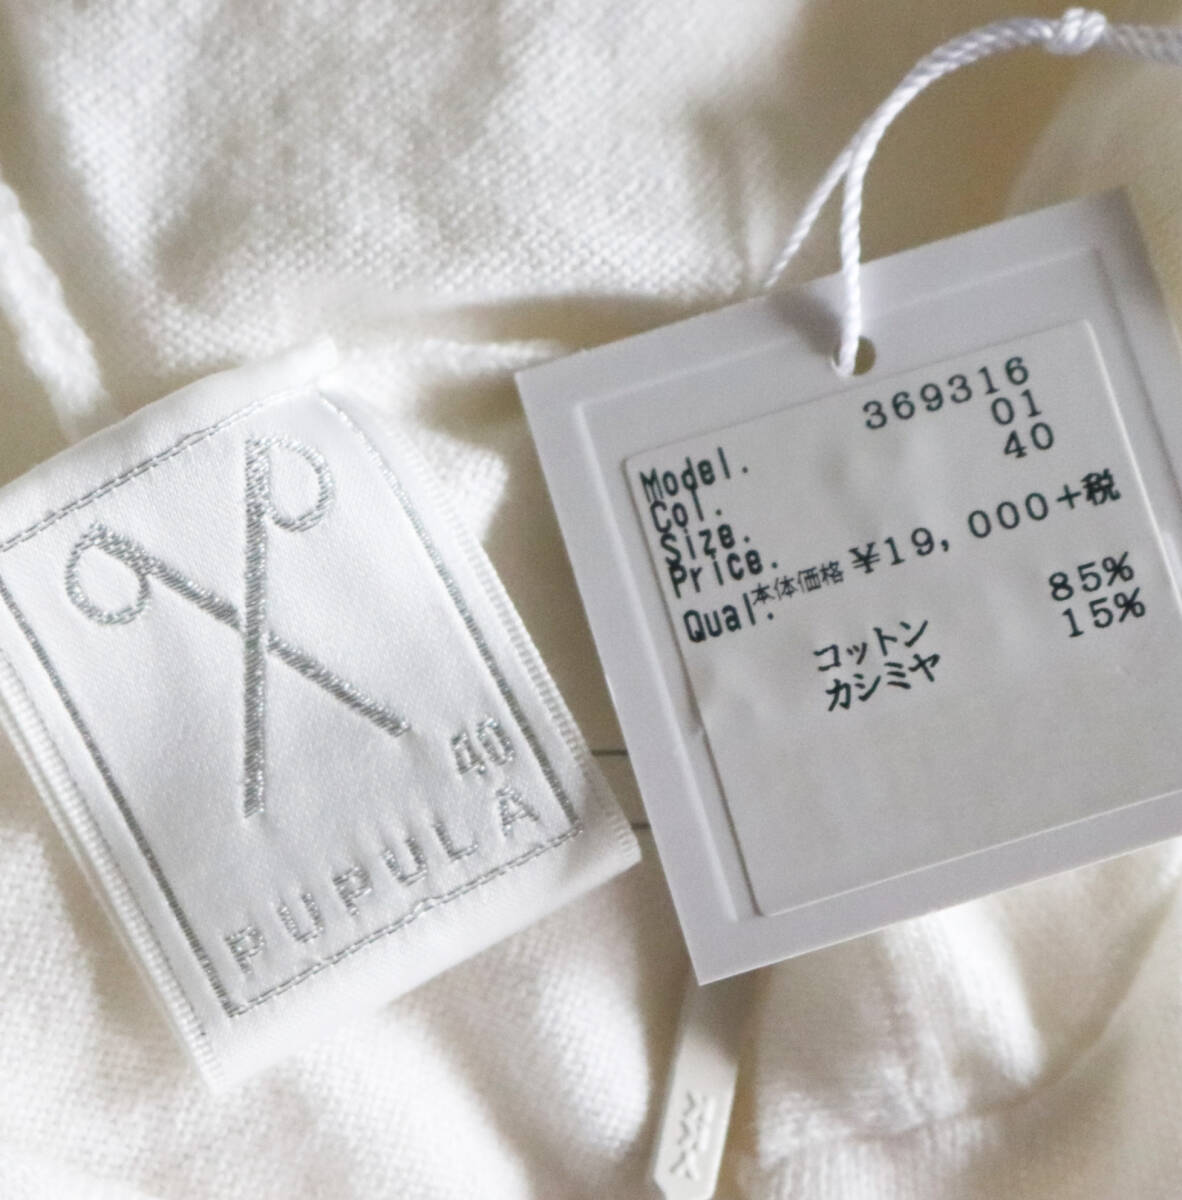 40
PUPULA
Model. 369316
Col. 01
Size. 40
Price. 本体価格 ¥19,000+税
Qual.
コットン 85%
カシミヤ 15%